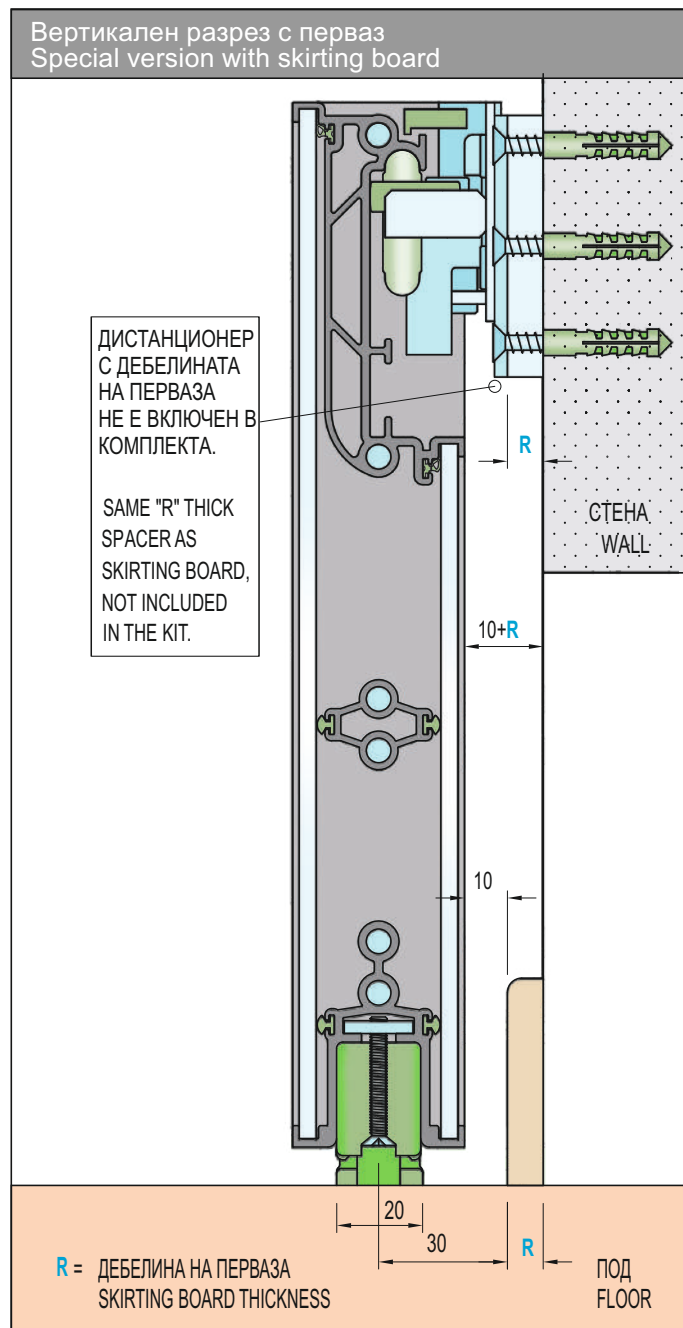 Вертикален разрез с перваз
Special version with skirting board
ДИСТАНЦИОНЕР
С ДЕБЕЛИНАТА
НА ПЕРВАЗА
НЕ Е ВКЛЮЧЕН В
КОМПЛЕКТА.
SAME "R" THICK
SPACER AS
SKIRTING BOARD,
NOT INCLUDED
IN THE KIT.
R
СТЕНА
WALL
10+R
10
20
30
R
R = ДЕБЕЛИНА НА ПЕРВАЗА
SKIRTING BOARD THICKNESS
ПОД
FLOOR